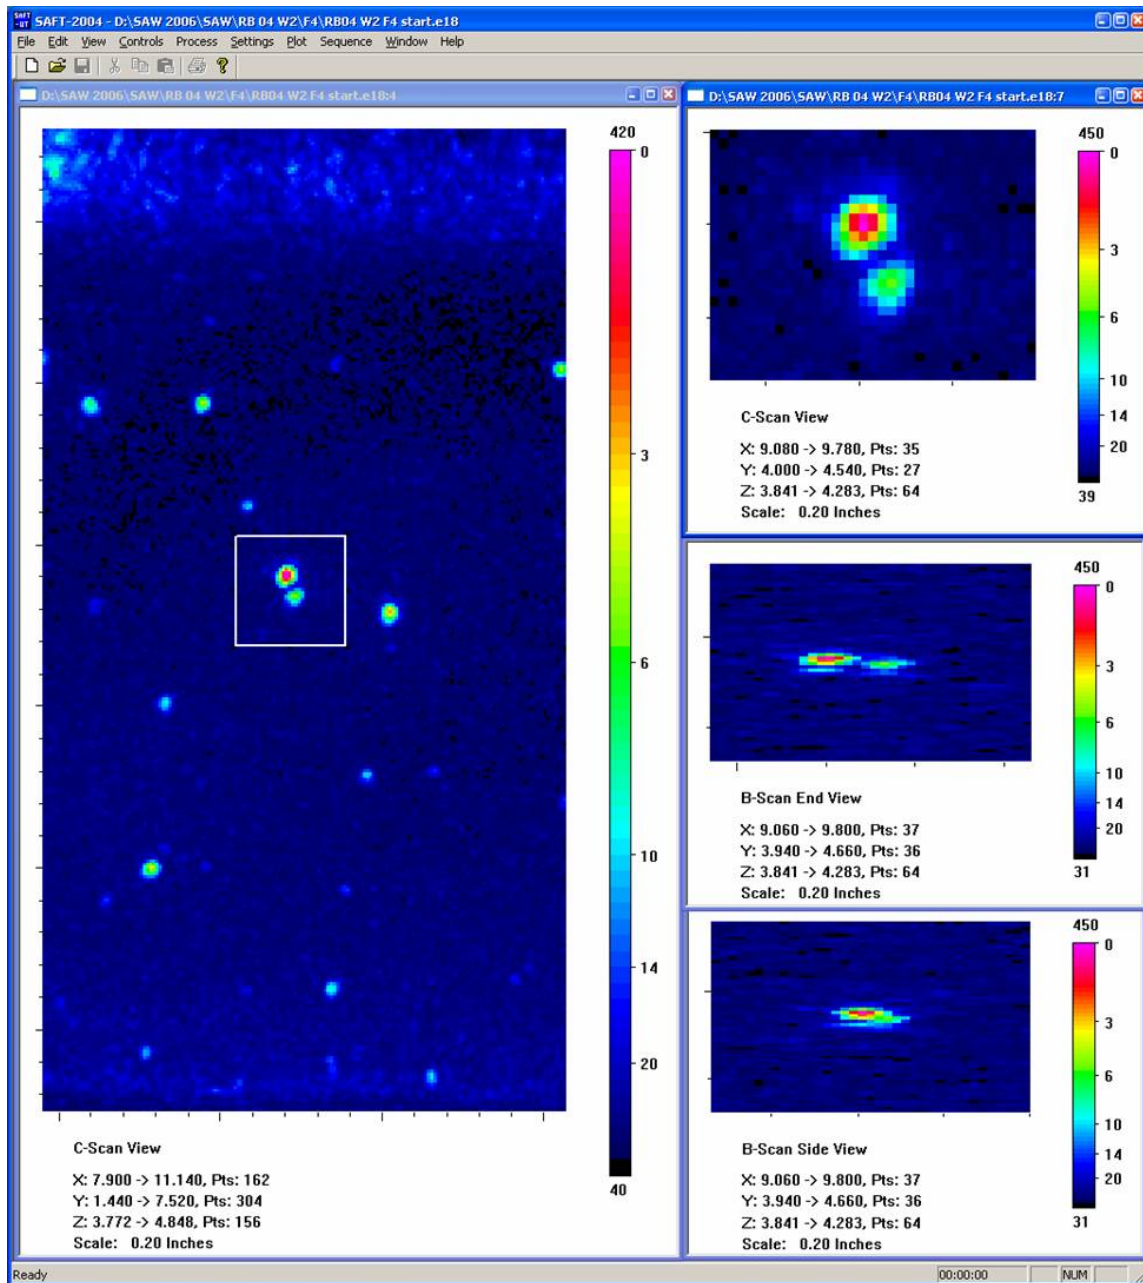 SAFT-2004 - D:\SAW 2006\SAW\RB 04 W2\F4\RB04 W2 F4 start.e18
File Edit View Controls Process Settings Plot Sequence Window Help
D:\SAW 2006\SAW\RB 04 W2\F4\RB04 W2 F4 start.e18:4
420
0
3
6
10
14
20
40
C-Scan View
X: 7.900 -> 11.140, Pts: 162
Y: 1.440 -> 7.520, Pts: 304
Z: 3.772 -> 4.848, Pts: 156
Scale: 0.20 Inches
D:\SAW 2006\SAW\RB 04 W2\F4\RB04 W2 F4 start.e18:7
450
0
3
6
10
14
20
39
C-Scan View
X: 9.080 -> 9.780, Pts: 35
Y: 4.000 -> 4.540, Pts: 27
Z: 3.841 -> 4.283, Pts: 64
Scale: 0.20 Inches
450
0
3
6
10
14
20
31
B-Scan End View
X: 9.060 -> 9.800, Pts: 37
Y: 3.940 -> 4.660, Pts: 36
Z: 3.841 -> 4.283, Pts: 64
Scale: 0.20 Inches
450
0
3
6
10
14
20
31
B-Scan Side View
X: 9.060 -> 9.800, Pts: 37
Y: 3.940 -> 4.660, Pts: 36
Z: 3.841 -> 4.283, Pts: 64
Scale: 0.20 Inches
Ready 00:00:00 NUM